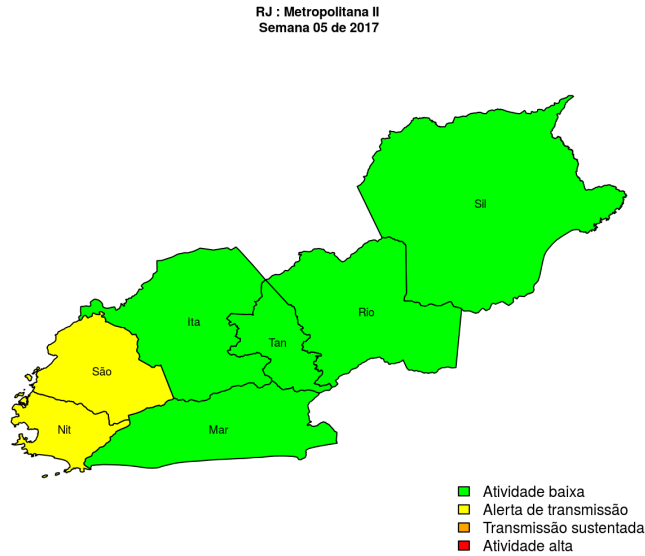 RJ : Metropolitana II
Semana 05 de 2017
Sil
Rio
Ita
Tan
São
Nit
Mar
Atividade baixa
Alerta de transmissão
Transmissão sustentada
Atividade alta